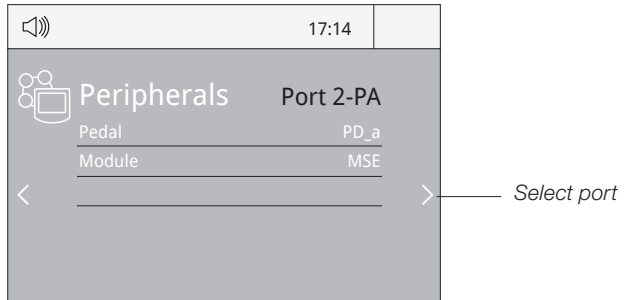 17:14
Peripherals Port 2-PA
Pedal PD_a
Module MSE
Select port